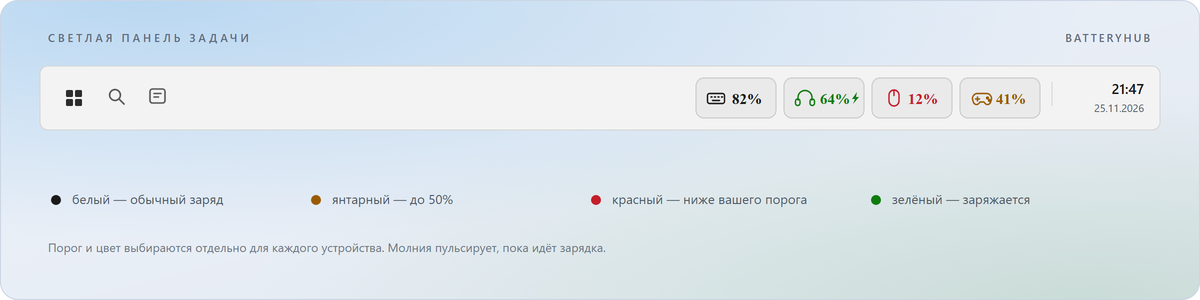 СВЕТЛАЯ ПАНЕЛЬ ЗАДАЧИ
BATTERYHUB
82%
64%
12%
41%
21:47
25.11.2026
белый — обычный заряд
янтарный — до 50%
красный — ниже вашего порога
зелёный — заряжается
Порог и цвет выбираются отдельно для каждого устройства. Молния пульсирует, пока идёт зарядка.